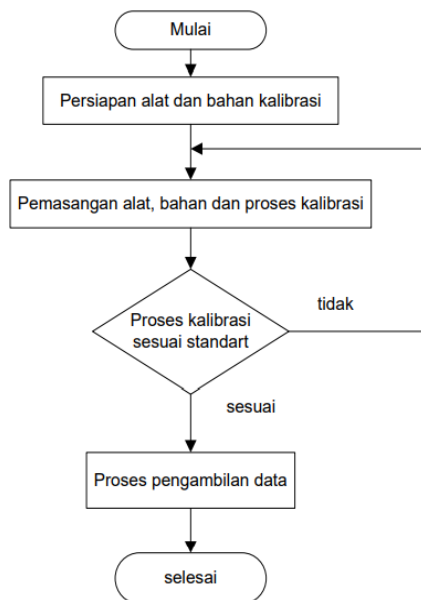 Mulai
Persiapan alat dan bahan kalibrasi
Pemasangan alat, bahan dan proses kalibrasi
Proses kalibrasi
sesuai standart
tidak
sesuai
Proses pengambilan data
selesai